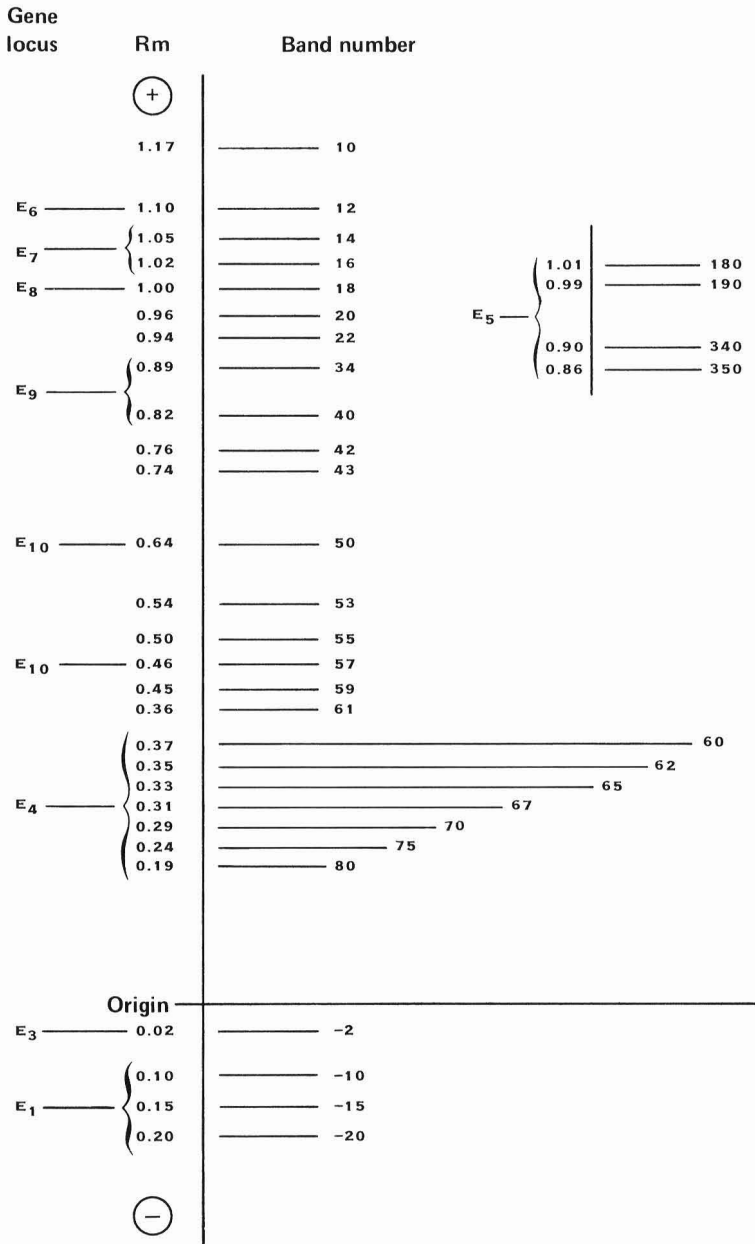 Gene
locus Rm Band number
+
1.17 10
E6 1.10 12
1.05 14
E7
1.02 16
E8 1.00 18
0.96 20
0.94 22
0.89 34
E9
0.82 40
0.76 42
0.74 43
E10 0.64 50
0.54 53
0.50 55
E10 0.46 57
0.45 59
0.36 61
0.37 60
0.35 62
0.33 65
E4 0.31 67
0.29 70
0.24 75
0.19 80
Origin
E3 0.02 -2
0.10 -10
E1 0.15 -15
0.20 -20
−
1.01 180
0.99 190
E5
0.90 340
0.86 350